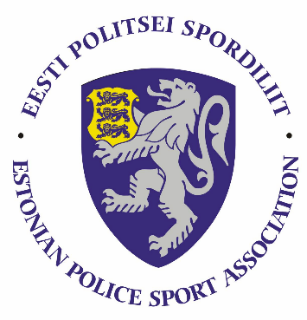 EESTI POLITSEI SPORDILIIT
ESTONIAN POLICE SPORT ASSOCIATION